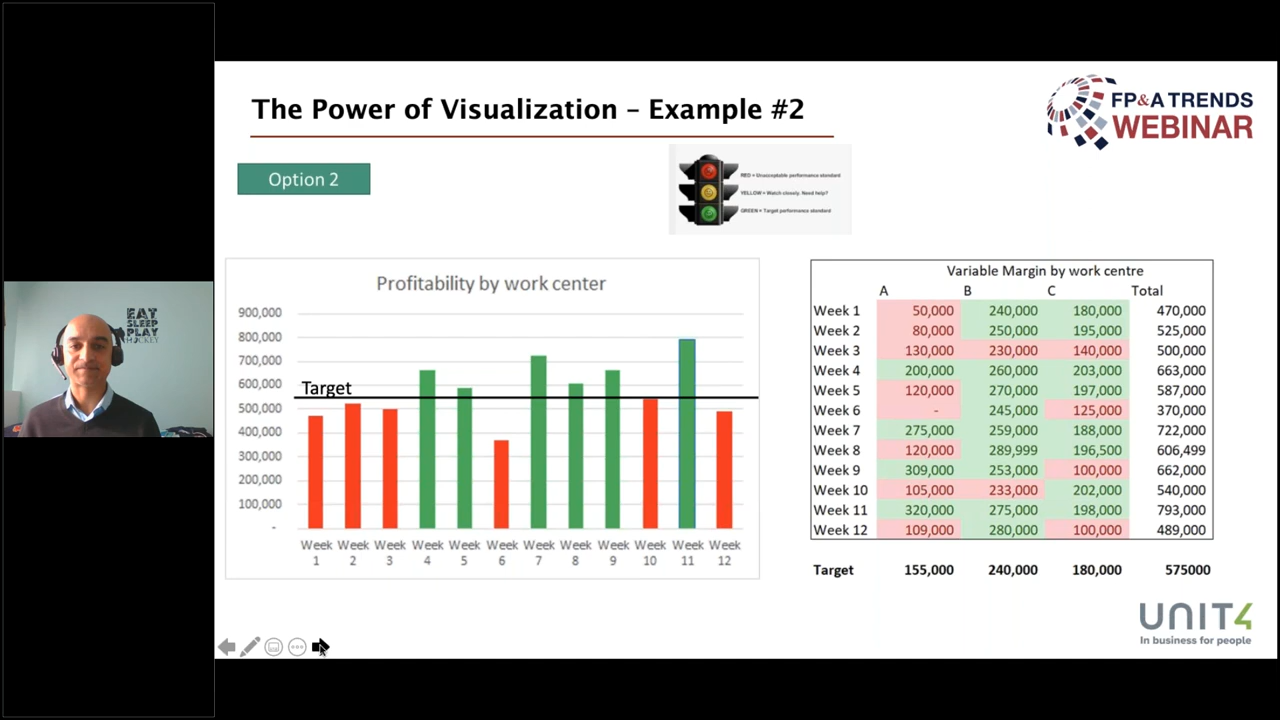 The Power of Visualization – Example #2
FP&A TRENDS
WEBINAR
Option 2
RED = Unacceptable performance standard
YELLOW = Watch closely. Need help?
GREEN = Target performance standard
EAT
SLEEP
PLAY
HOCKEY
Profitability by work center
900,000
800,000
700,000
600,000
500,000
400,000
300,000
200,000
100,000
-
Target
Week 1
Week 2
Week 3
Week 4
Week 5
Week 6
Week 7
Week 8
Week 9
Week 10
Week 11
Week 12
Variable Margin by work centre
A B C Total
Week 1 50,000 240,000 180,000 470,000
Week 2 80,000 250,000 195,000 525,000
Week 3 130,000 230,000 140,000 500,000
Week 4 200,000 260,000 203,000 663,000
Week 5 120,000 270,000 197,000 587,000
Week 6 - 245,000 125,000 370,000
Week 7 275,000 259,000 188,000 722,000
Week 8 120,000 289,999 196,500 606,499
Week 9 309,000 253,000 100,000 662,000
Week 10 105,000 233,000 202,000 540,000
Week 11 320,000 275,000 198,000 793,000
Week 12 109,000 280,000 100,000 489,000
Target 155,000 240,000 180,000 575000
UNIT4
In business for people